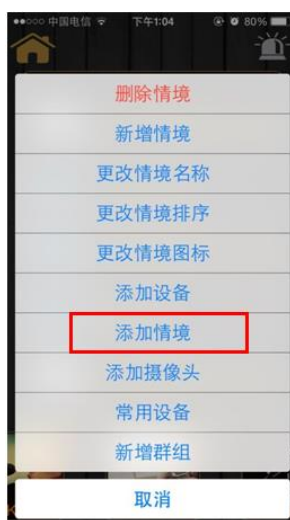 中国电信 下午1:04 80%
删除情境
新增情境
更改情境名称
更改情境排序
更改情境图标
添加设备
添加情境
添加摄像头
常用设备
新增群组
取消